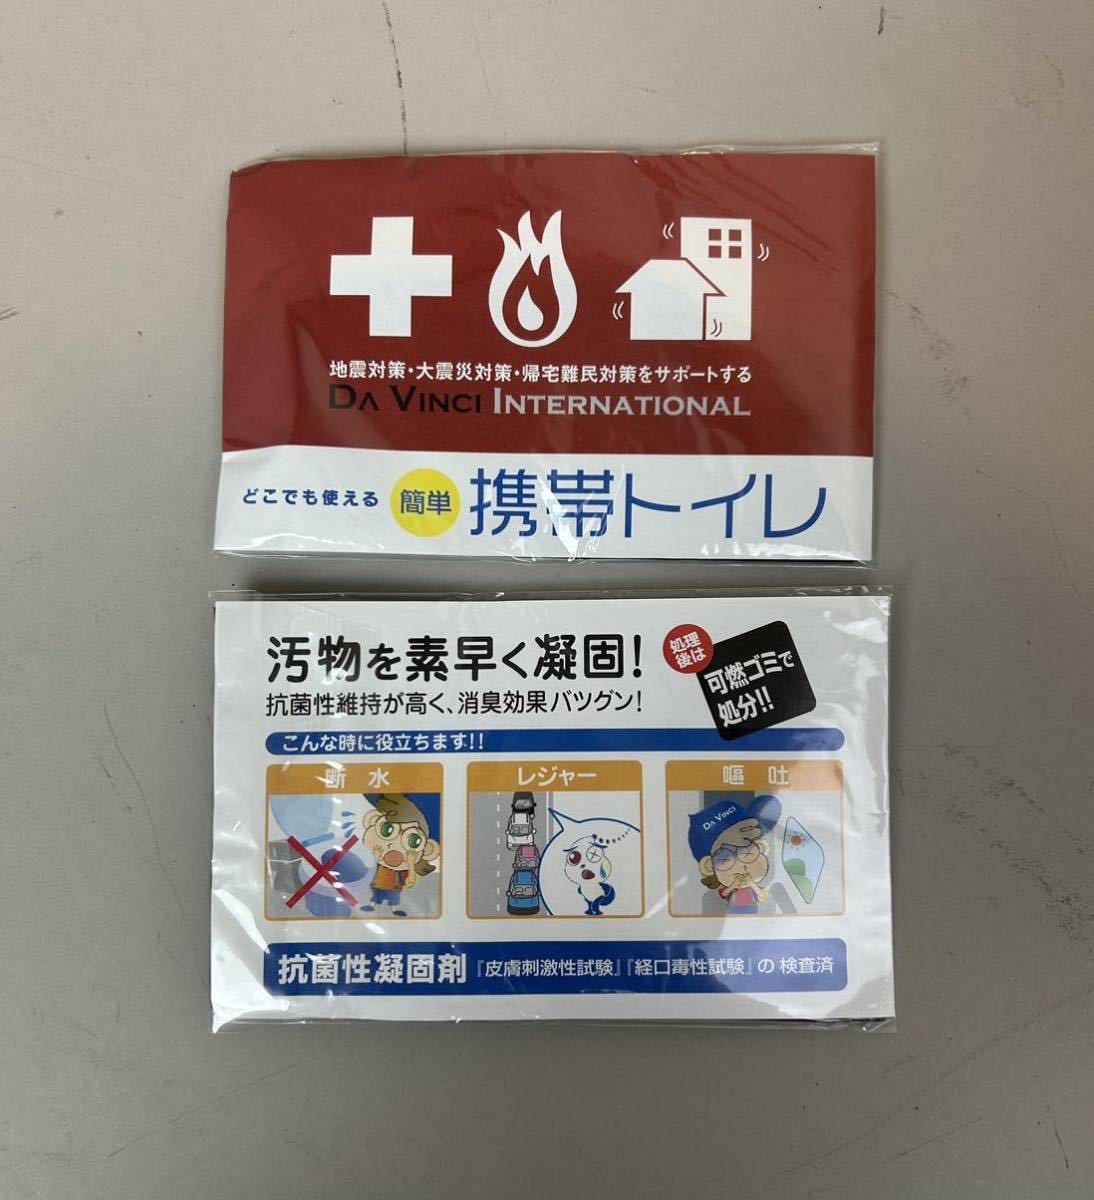 地震対策・大震災対策・帰宅難民対策をサポートする
DA VINCI INTERNATIONAL
どこでも使える 簡単 携帯トイレ
汚物を素早く凝固!
抗菌性維持が高く、消臭効果バツグン!
処理
後は
可燃ゴミで
処分!!
こんな時に役立ちます!!
断水 レジャー 嘔吐
DA VINCI
抗菌性凝固剤 『皮膚刺激性試験』『経口毒性試験』の検査済